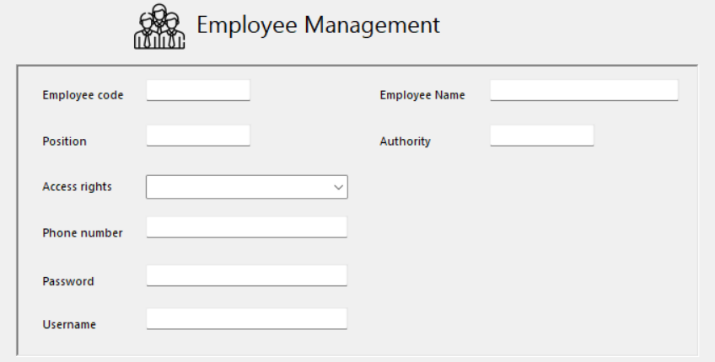 Employee Management
Employee code
Employee Name
Position
Authority
Access rights
Phone number
Password
Username